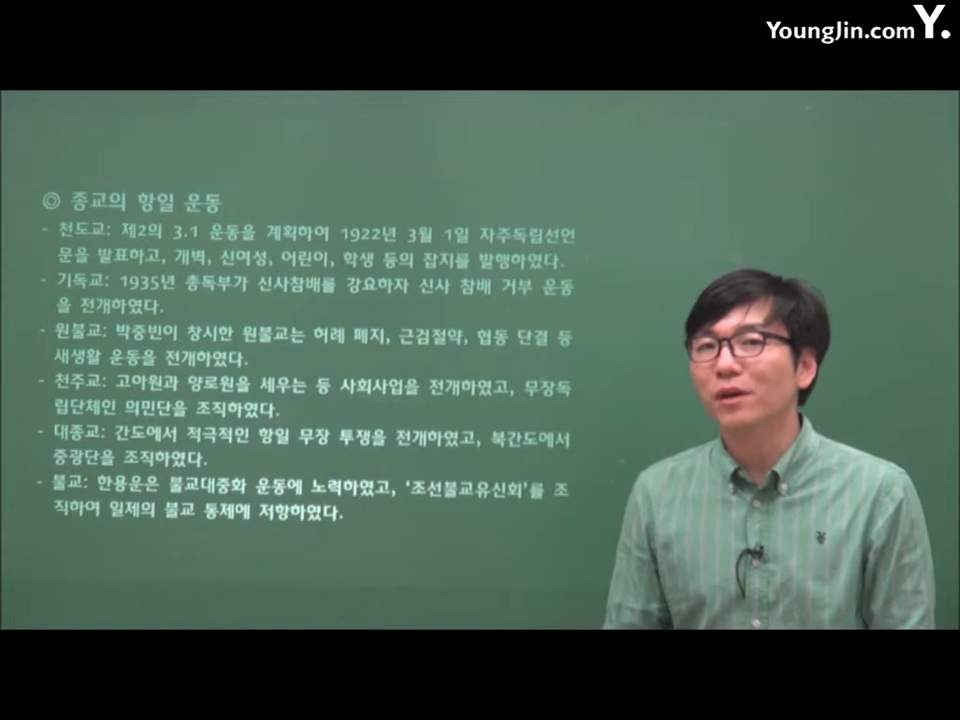 YoungJin.com Y.
◎ 종교의 항일 운동
- 천도교: 제2의 3.1 운동을 계획하여 1922년 3월 1일 자주독립선언
문을 발표하고, 개벽, 신여성, 어린이, 학생 등의 잡지를 발행하였다.
- 기독교: 1935년 총독부가 신사참배를 강요하자 신사 참배 거부 운동
을 전개하였다.
- 원불교: 박중빈이 창시한 원불교는 허례 폐지, 근검절약, 협동 단결 등
새생활 운동을 전개하였다.
- 천주교: 고아원과 양로원을 세우는 등 사회사업을 전개하였고, 무장독
립단체인 의민단을 조직하였다.
- 대종교: 간도에서 적극적인 항일 무장 투쟁을 전개하였고, 북간도에서
중광단을 조직하였다.
- 불교: 한용운은 불교대중화 운동에 노력하였고, '조선불교유신회'를 조
직하여 일제의 불교 통제에 저항하였다.